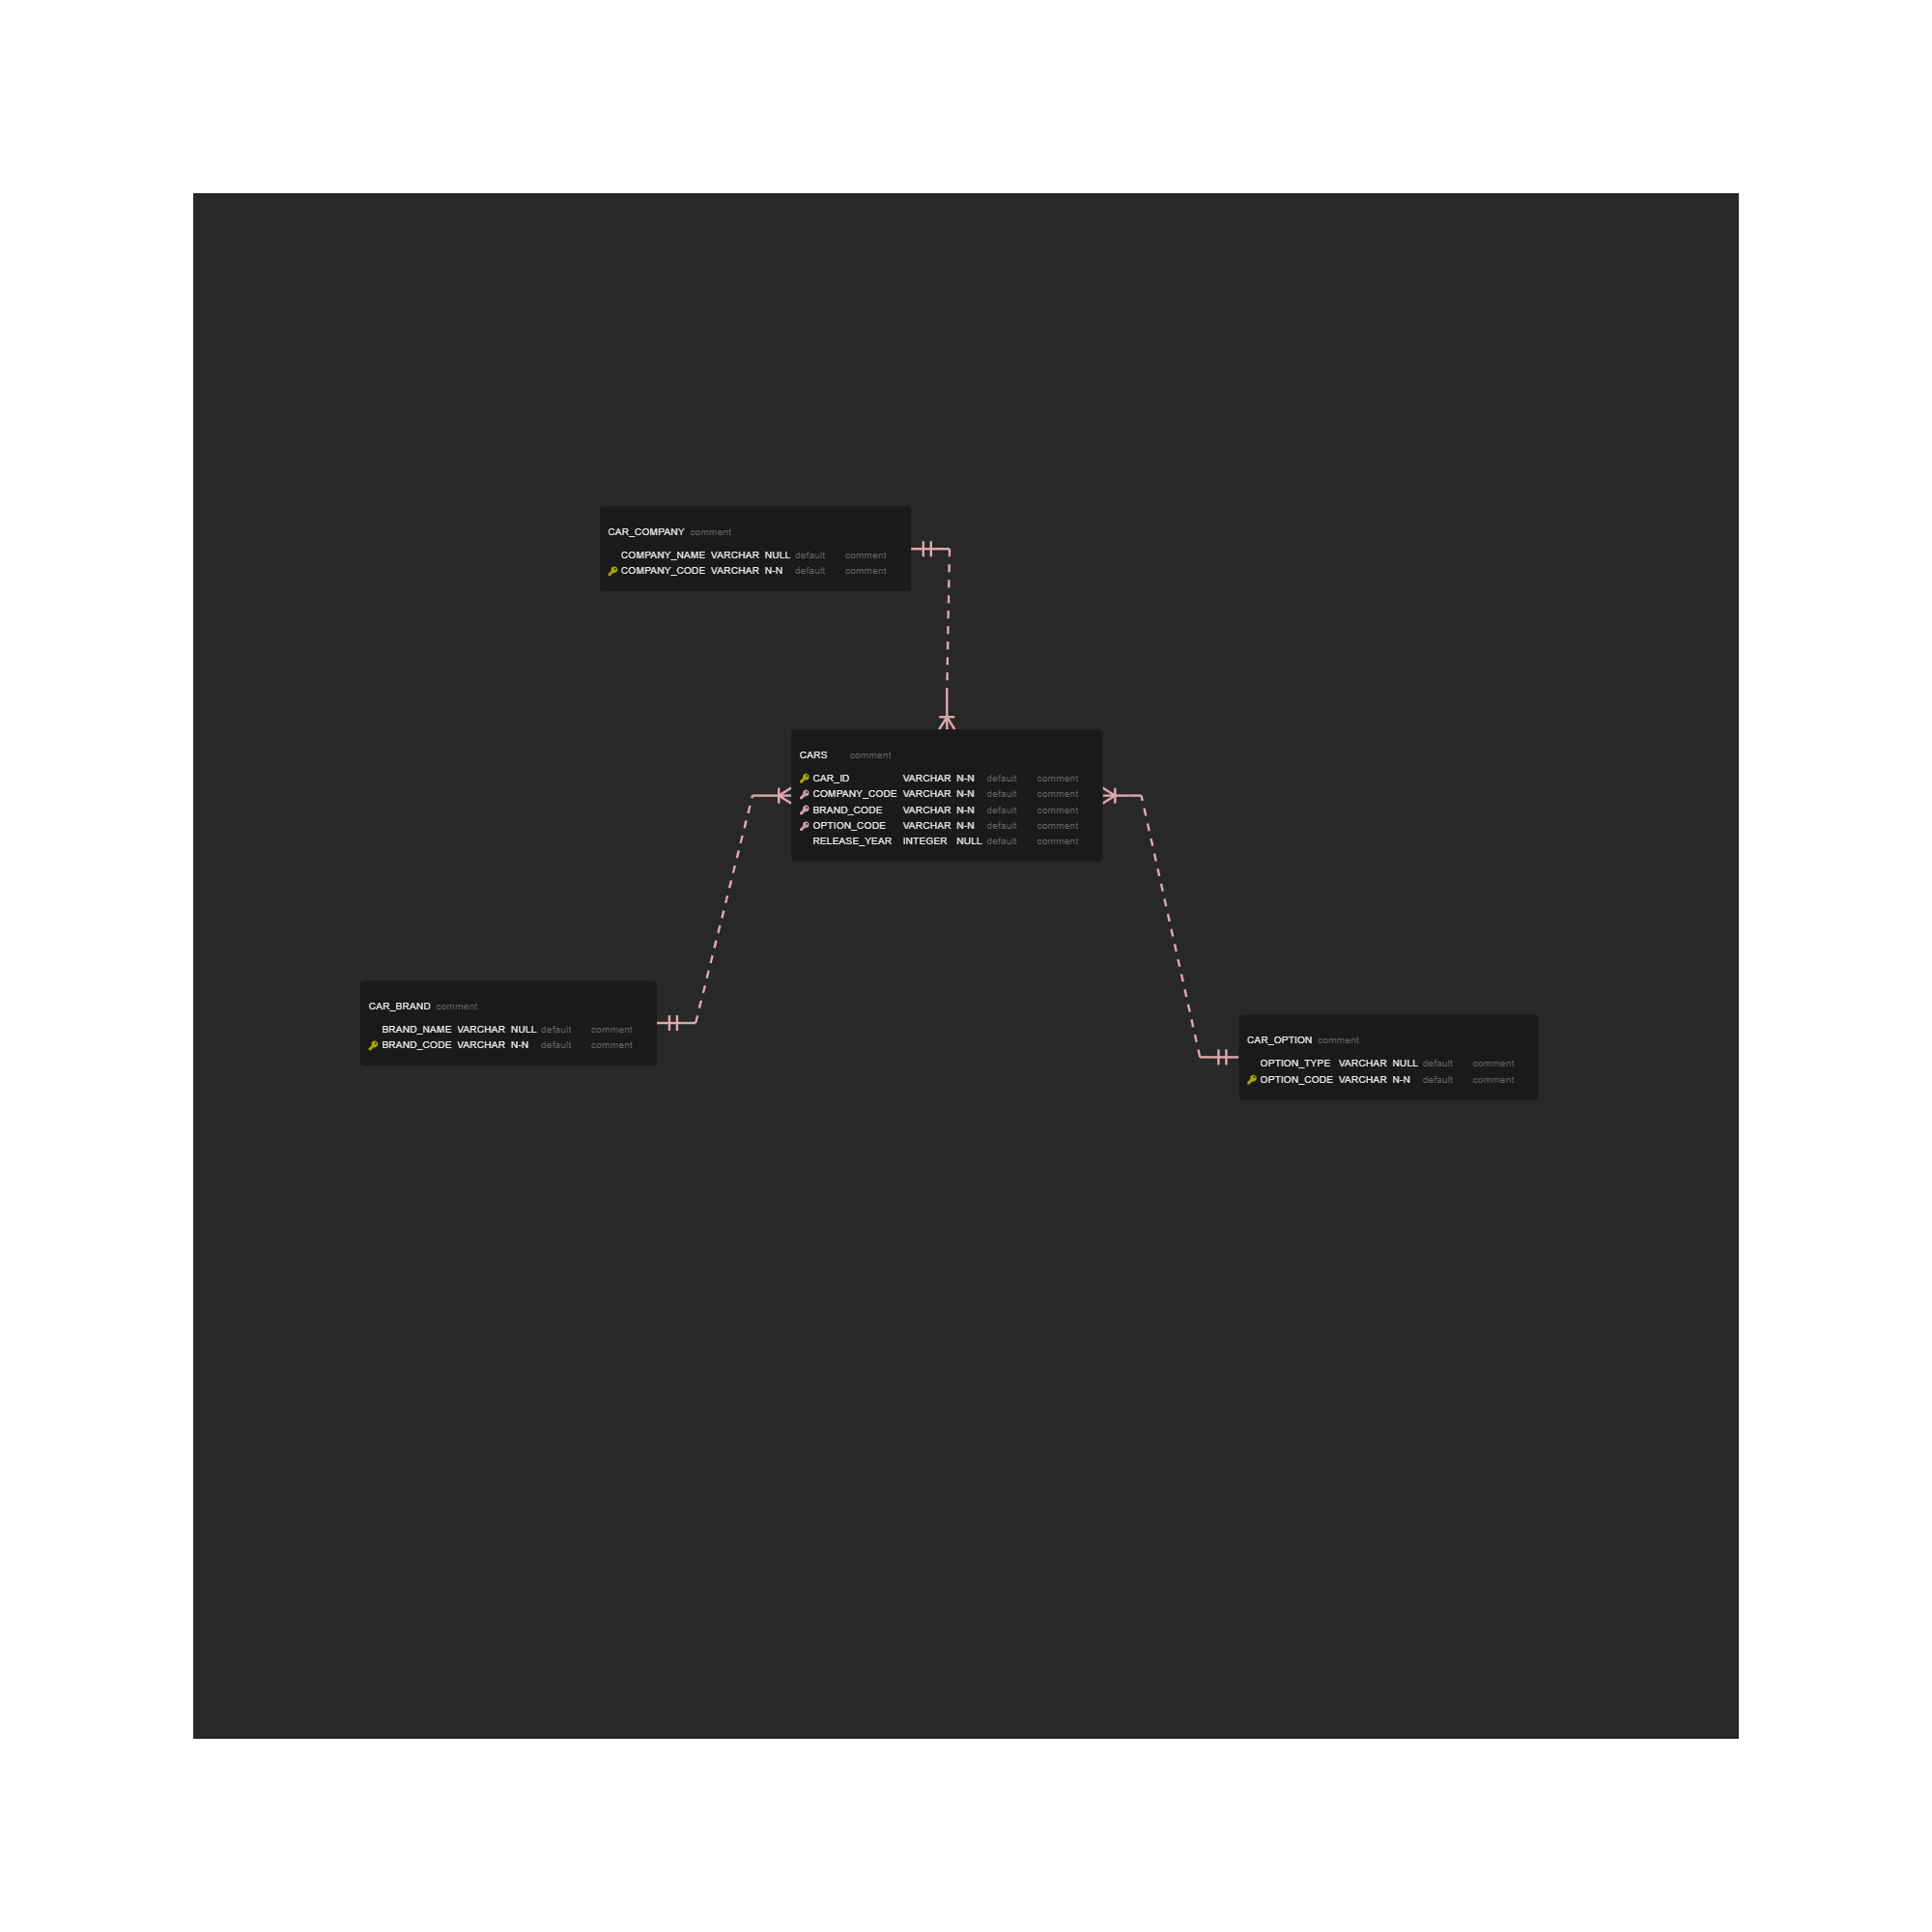 CAR_COMPANY comment
COMPANY_NAME VARCHAR NULL default comment
COMPANY_CODE VARCHAR N-N default comment
CARS comment
CAR_ID VARCHAR N-N default comment
COMPANY_CODE VARCHAR N-N default comment
BRAND_CODE VARCHAR N-N default comment
OPTION_CODE VARCHAR N-N default comment
RELEASE_YEAR INTEGER NULL default comment
CAR_BRAND comment
BRAND_NAME VARCHAR NULL default comment
BRAND_CODE VARCHAR N-N default comment
CAR_OPTION comment
OPTION_TYPE VARCHAR NULL default comment
OPTION_CODE VARCHAR N-N default comment